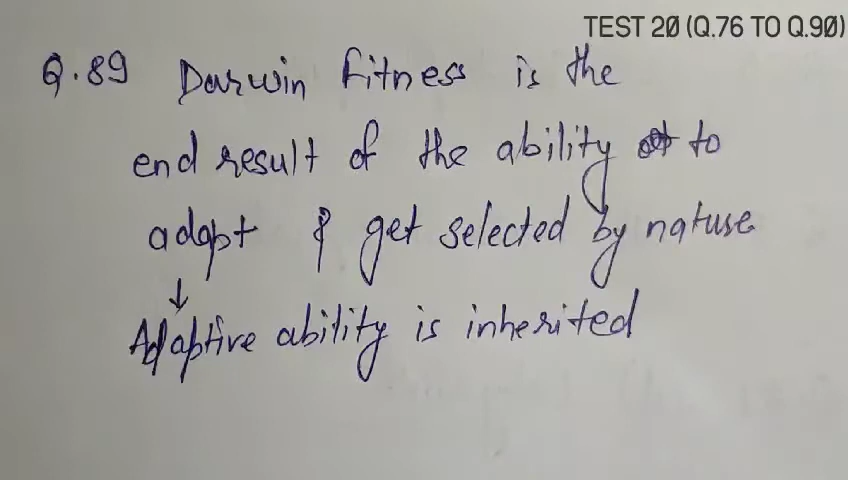 TEST 20 (Q.76 TO Q.90)
Q.89 Darwin fitness is the
end result of the ability to
adapt & get selected by nature
↓
Adaptive ability is inherited